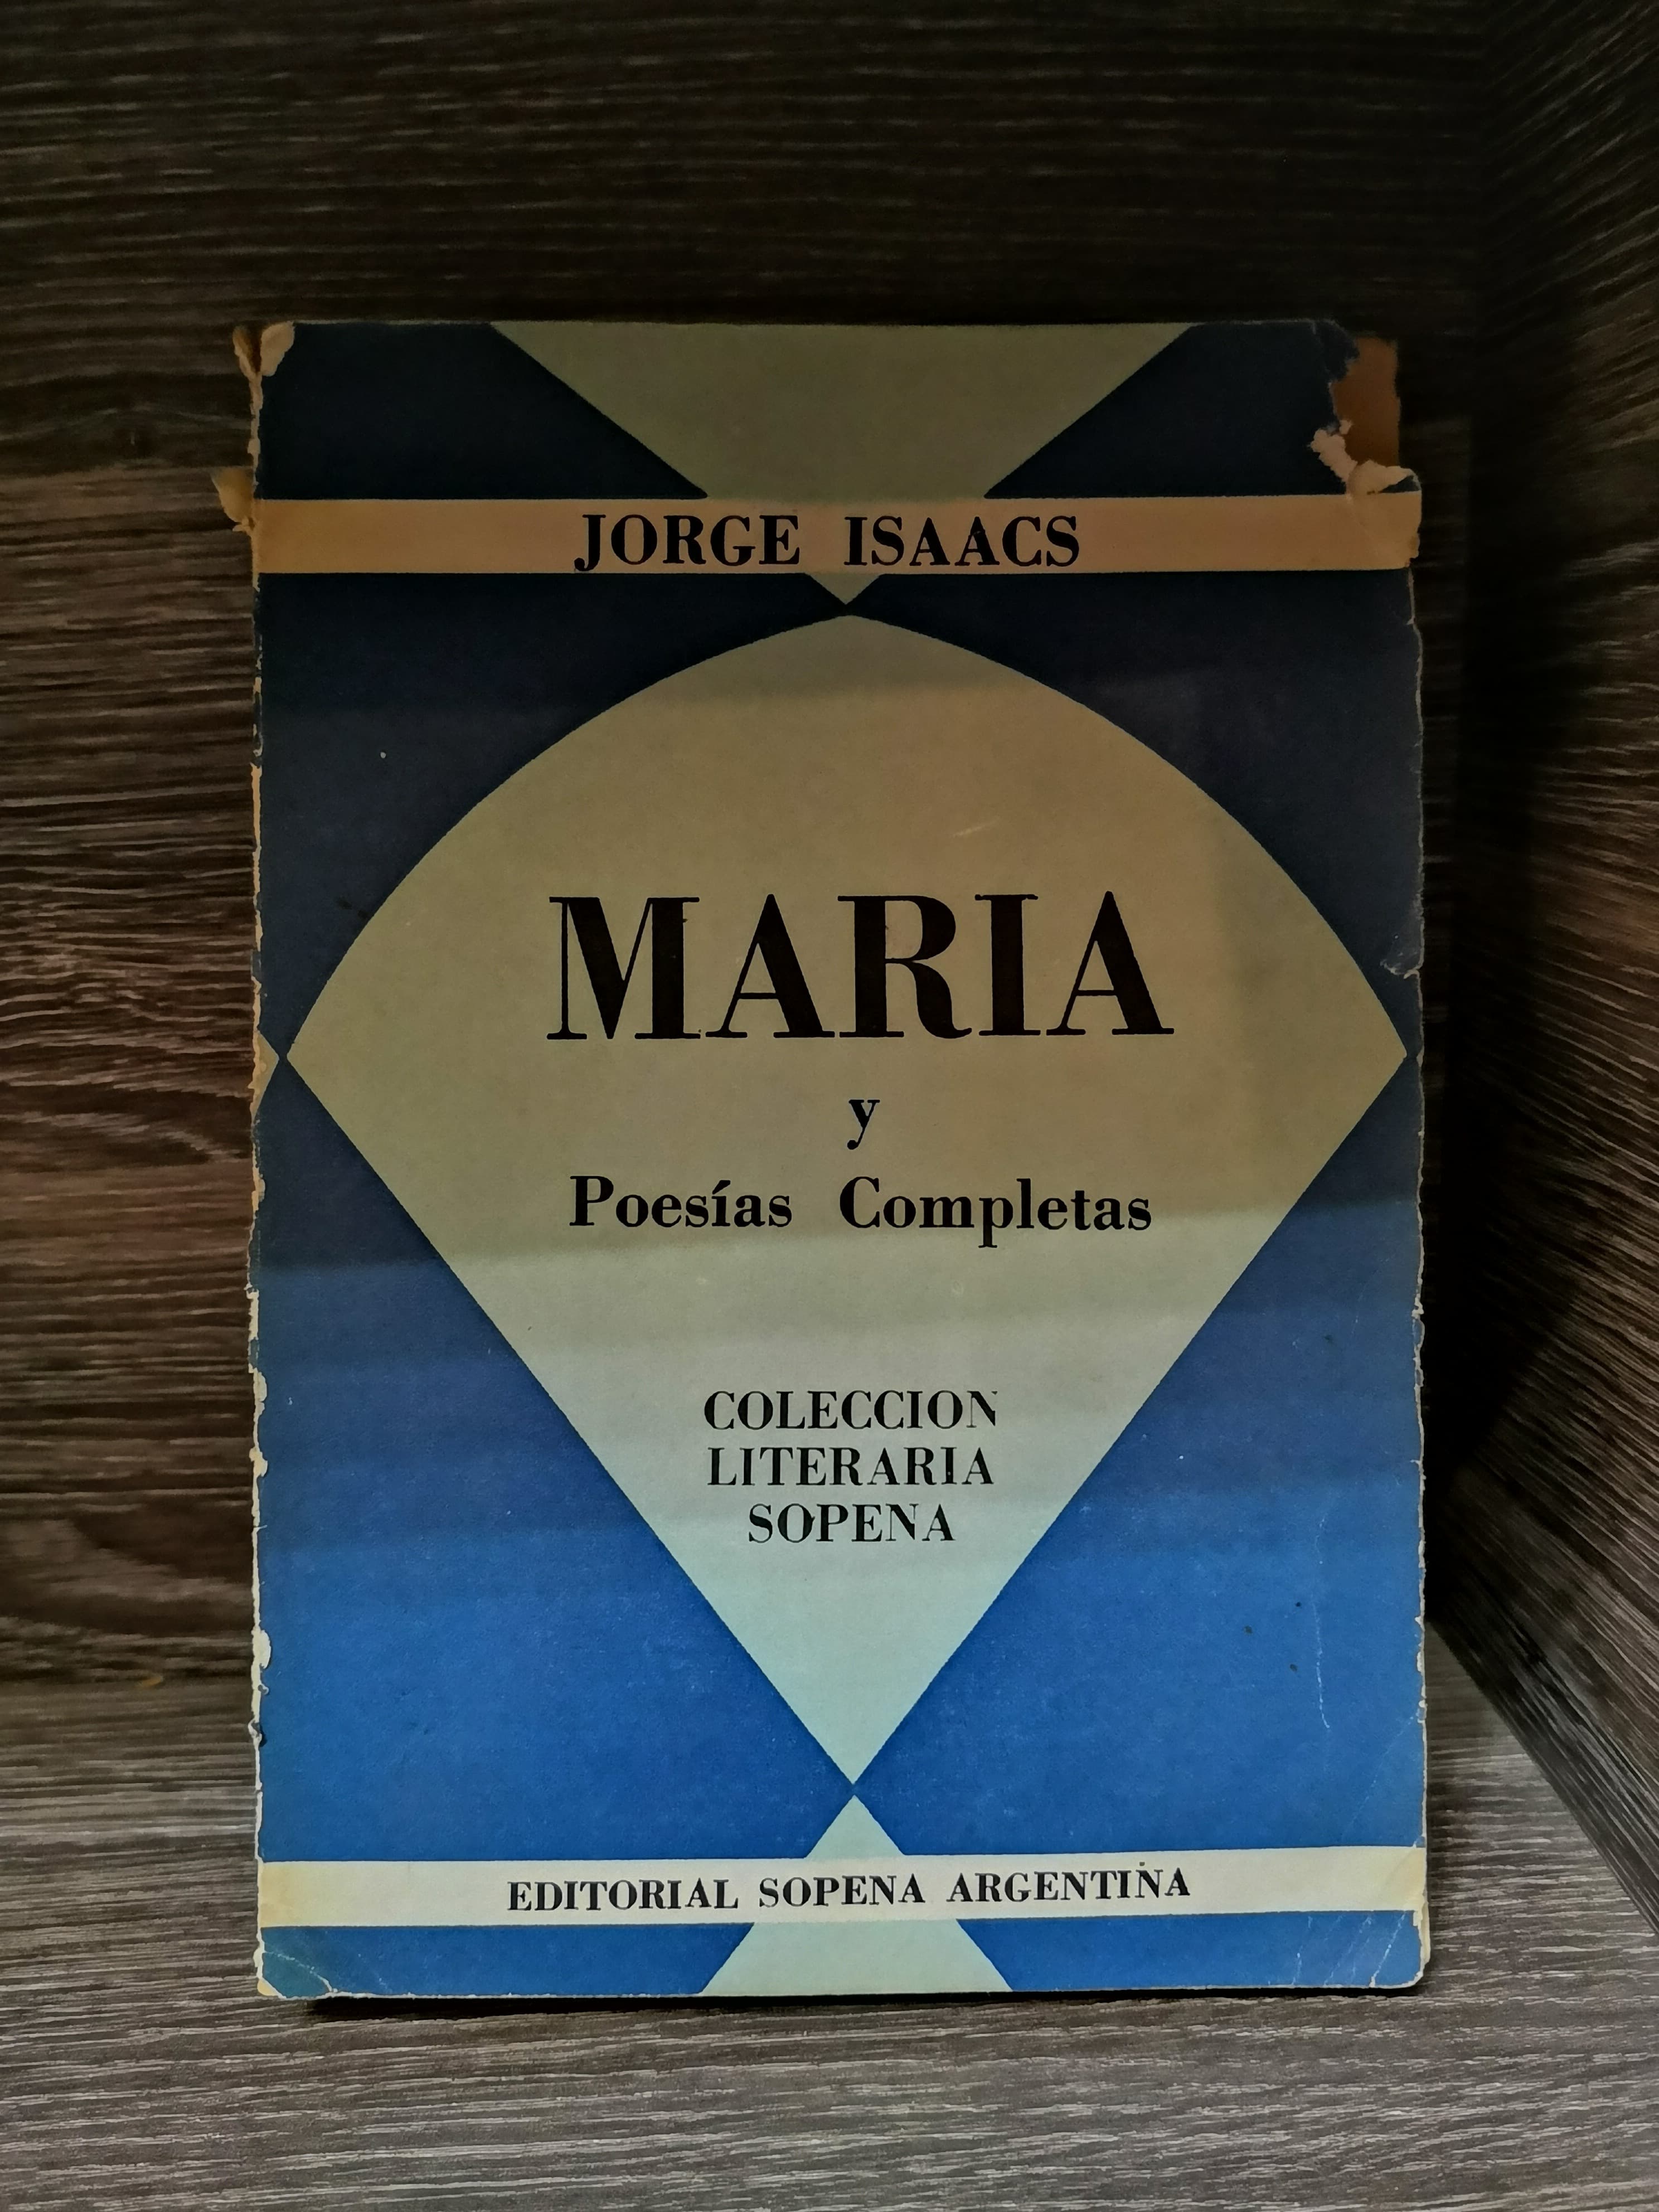 JORGE ISAACS
MARIA
y
Poesías Completas
COLECCION
LITERARIA
SOPENA
EDITORIAL SOPENA ARGENTINA